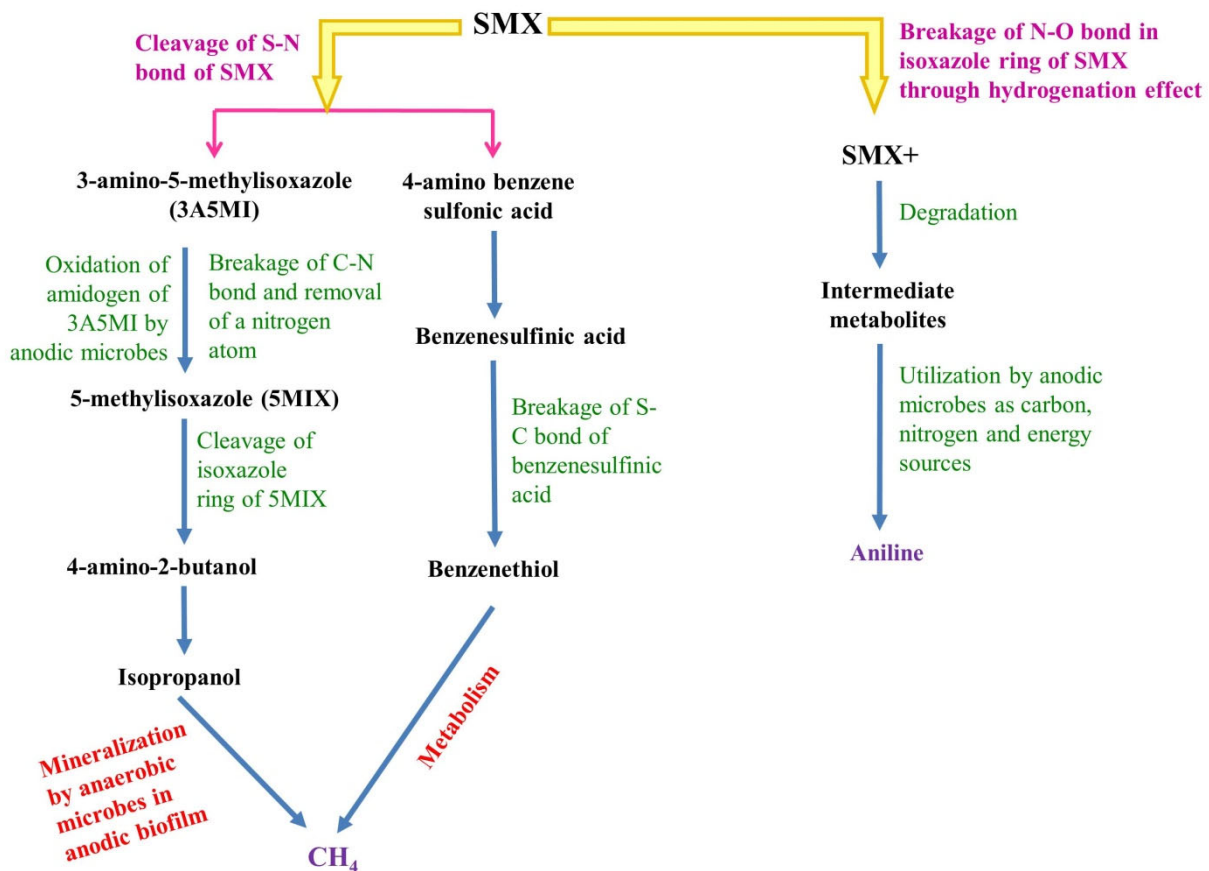 SMX
Cleavage of S-N
bond of SMX
Breakage of N-O bond in
isoxazole ring of SMX
through hydrogenation effect
3-amino-5-methylisoxazole
(3A5MI)
4-amino benzene
sulfonic acid
SMX+
Degradation
Oxidation of
amidogen of
3A5MI by
anodic microbes
Breakage of C-N
bond and removal
of a nitrogen
atom
Benzenesulfinic acid
Intermediate
metabolites
5-methylisoxazole (5MIX)
Cleavage of
isoxazole
ring of 5MIX
Breakage of S-
C bond of
benzenesulfinic
acid
Utilization by anodic
microbes as carbon,
nitrogen and energy
sources
4-amino-2-butanol
Benzenethiol
Aniline
Isopropanol
Mineralization
by anaerobic
microbes in
anodic biofilm
Metabolism
CH₄